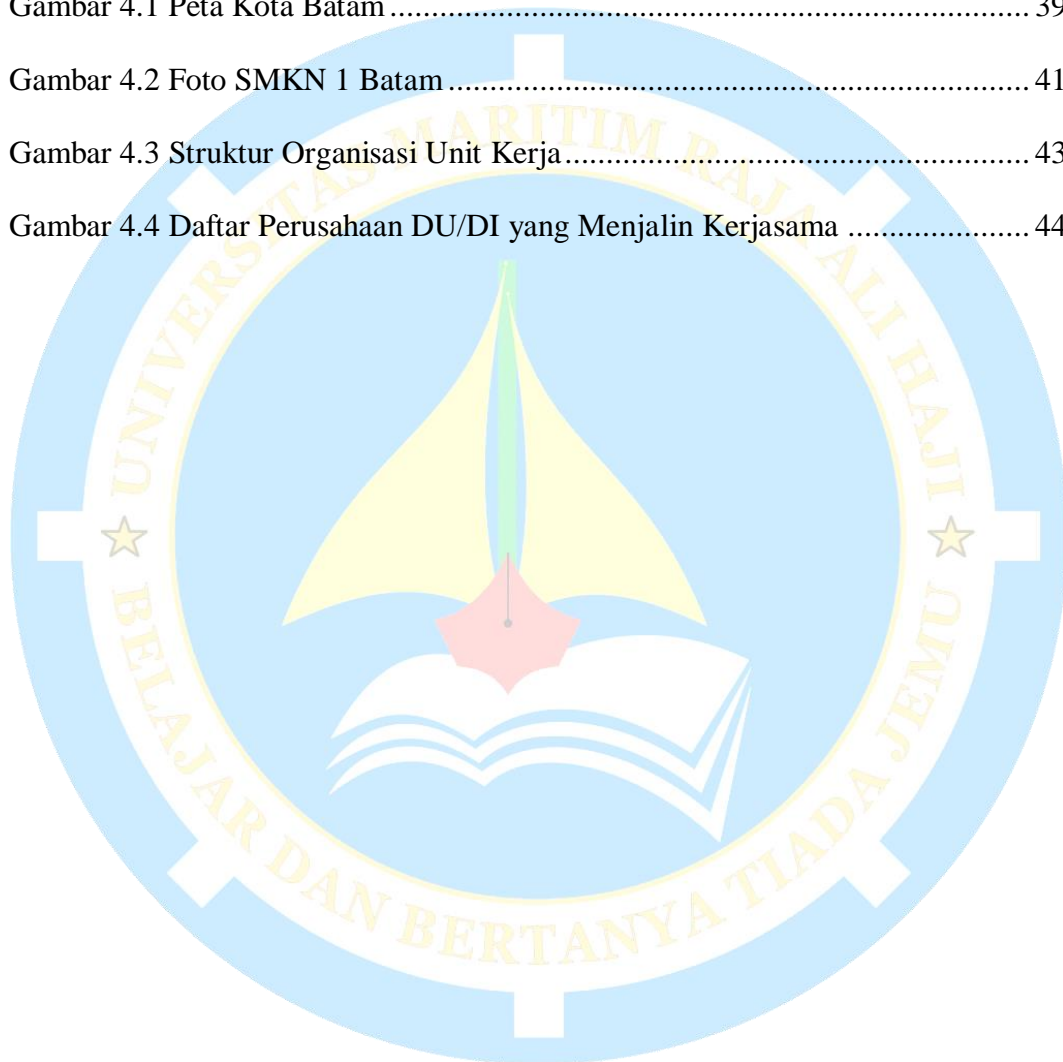 Gambar 4.1 Peta Kota Batam.......................................................................... 39
Gambar 4.2 Foto SMKN 1 Batam................................................................... 41
Gambar 4.3 Struktur Organisasi Unit Kerja..................................................... 43
Gambar 4.4 Daftar Perusahaan DU/DI yang Menjalin Kerjasama ..................... 44
UNIVERSITAS MARITIM RAJA ALI HAJI
BELAJAR DAN BERTANYA TIADA JEMU